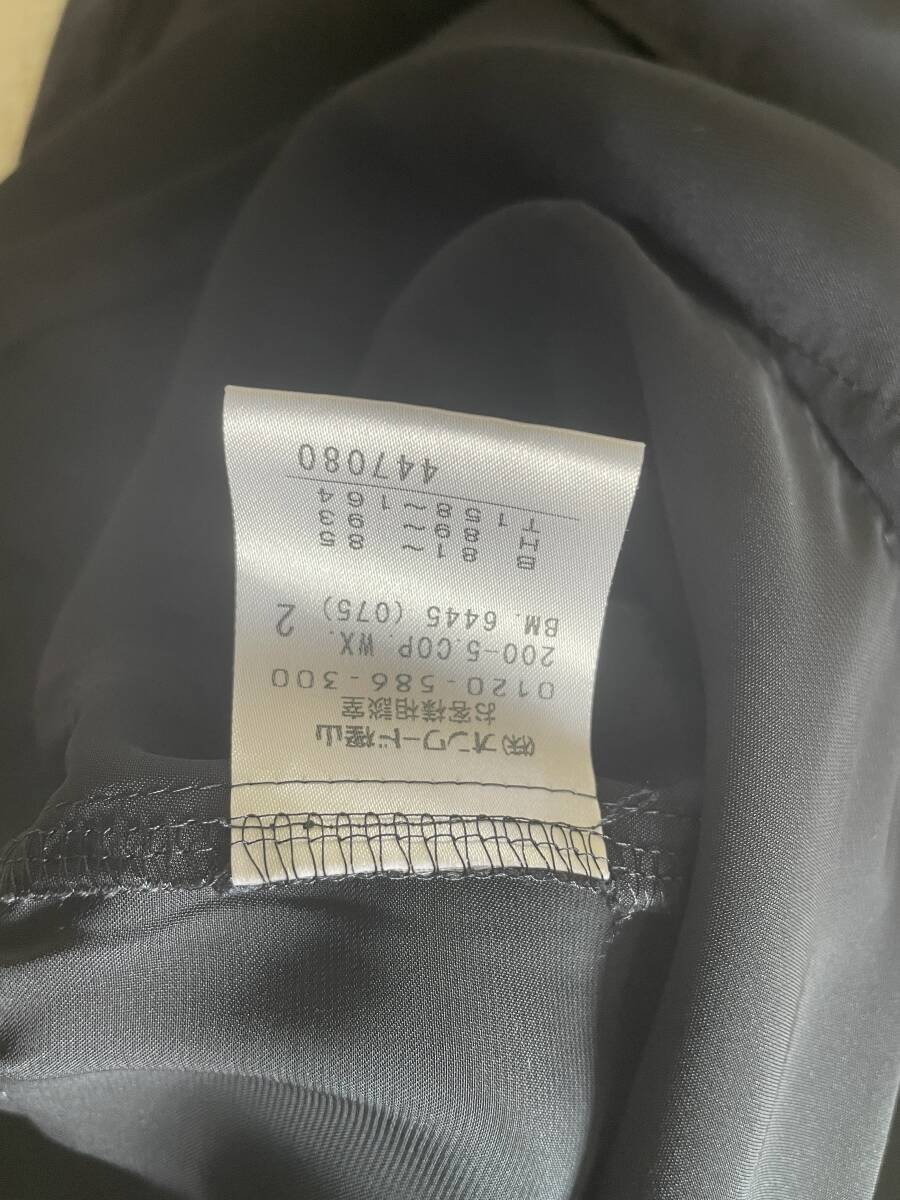 ㈱オンワード樫山
お客様相談室
0120-586-300
200-5.COP.WX.
BM. 6445 (075) 2
B 81～ 85
H 89～ 93
T 158～164
447080